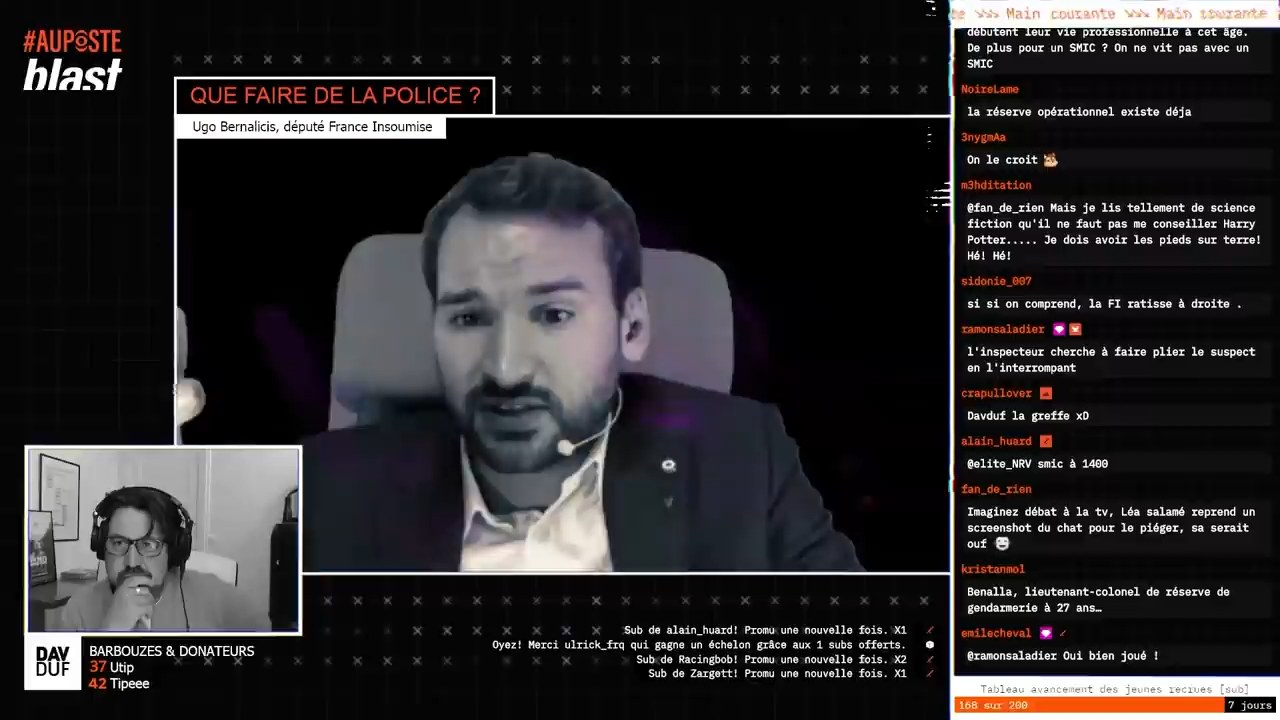 #AUPOSTE
blast
QUE FAIRE DE LA POLICE ?
Ugo Bernalicis, député France Insoumise
DAV
DUF
BARBOUZES & DONATEURS
37 Utip
42 Tipeee
Sub de alain_huard! Promu une nouvelle fois. X1
Oyez! Merci ulrick_frq qui gagne un échelon grâce aux 1 subs offerts.
Sub de Racingbob! Promu une nouvelle fois. X2
Sub de Zargett! Promu une nouvelle fois. X1
te >>> Main courante >>> Main courante
débutent leur vie professionnelle à cet âge.
De plus pour un SMIC ? On ne vit pas avec un
SMIC
NoireLame
la réserve opérationnel existe déja
3nygmAa
On le croit
m3hditation
@fan_de_rien Mais je lis tellement de science
fiction qu'il ne faut pas me conseiller Harry
Potter..... Je dois avoir les pieds sur terre!
Hé! Hé!
sidonie_007
si si on comprend, la FI ratisse à droite .
ramonsaladier
l'inspecteur cherche à faire plier le suspect
en l'interrompant
crapullover
Davduf la greffe xD
alain_huard
@elite_NRV smic à 1400
fan_de_rien
Imaginez débat à la tv, Léa salamé reprend un
screenshot du chat pour le piéger, sa serait
ouf
kristanmol
Benalla, lieutenant-colonel de réserve de
gendarmerie à 27 ans…
emilecheval
@ramonsaladier Oui bien joué !
Tableau avancement des jeunes recrues [sub]
168 sur 200
7 jours